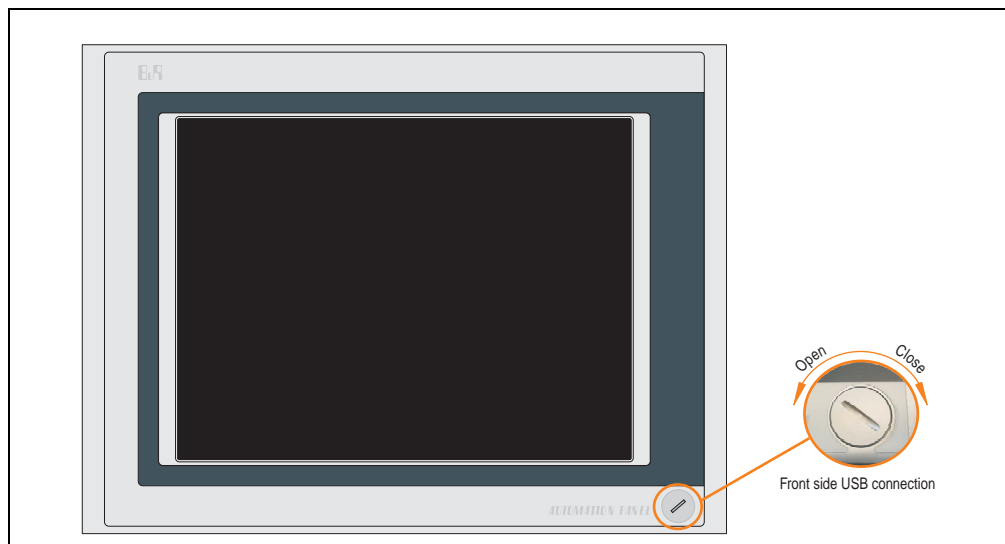 B&R
Open
Close
Front side USB connection
AUTOMATION PANEL